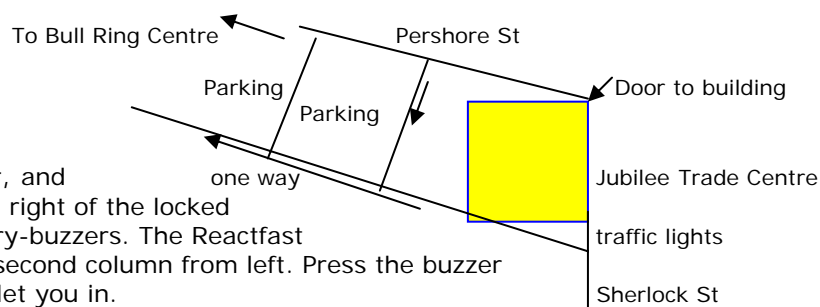 To Bull Ring Centre
Pershore St
Parking
Door to building
Parking
, and
one way
Jubilee Trade Centre
right of the locked
ry-buzzers. The Reactfast
traffic lights
second column from left. Press the buzzer
let you in.
Sherlock St